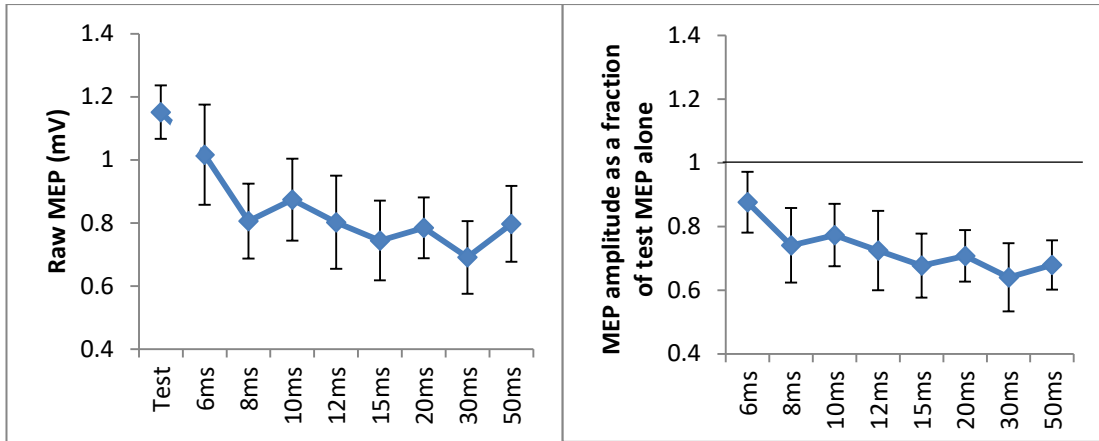 Raw MEP (mV)
1.4
1.2
1
0.8
0.6
0.4
Test
6ms
8ms
10ms
12ms
15ms
20ms
30ms
50ms
MEP amplitude as a fraction
of test MEP alone
1.4
1.2
1
0.8
0.6
0.4
6ms
8ms
10ms
12ms
15ms
20ms
30ms
50ms